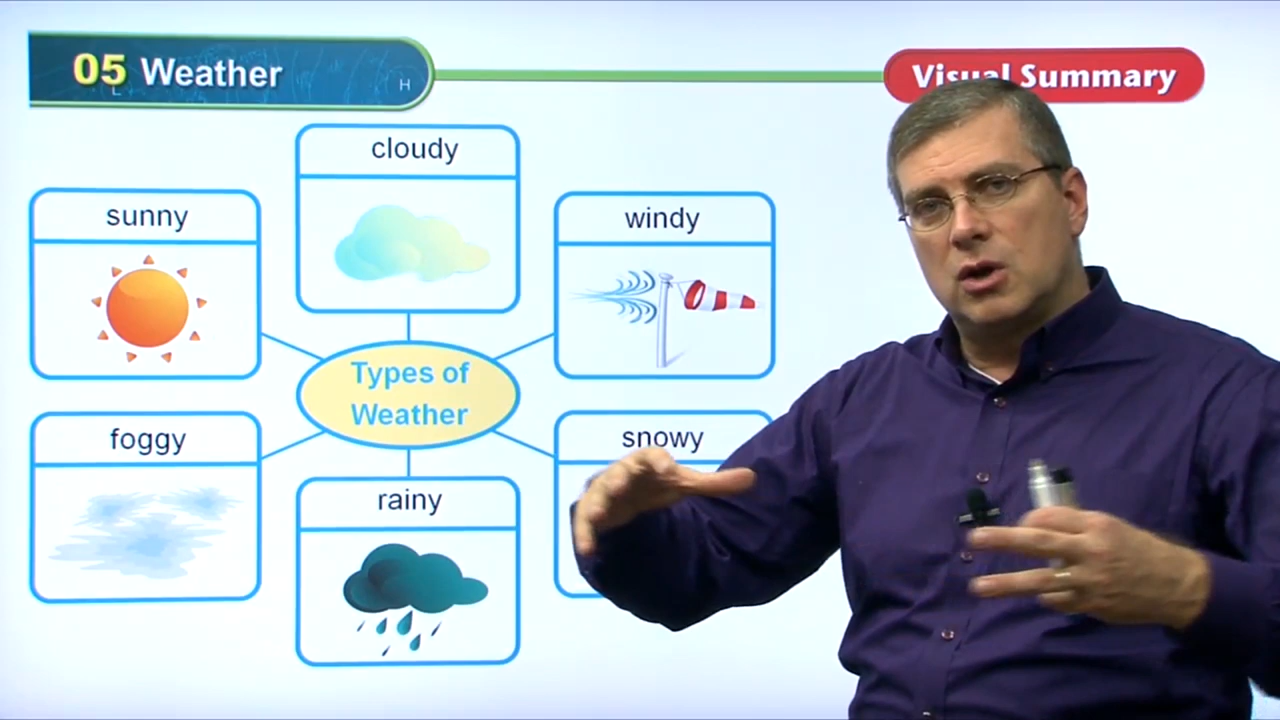 05 Weather
L
H
Visual Summary
cloudy
sunny
windy
Types of
Weather
foggy
snowy
rainy